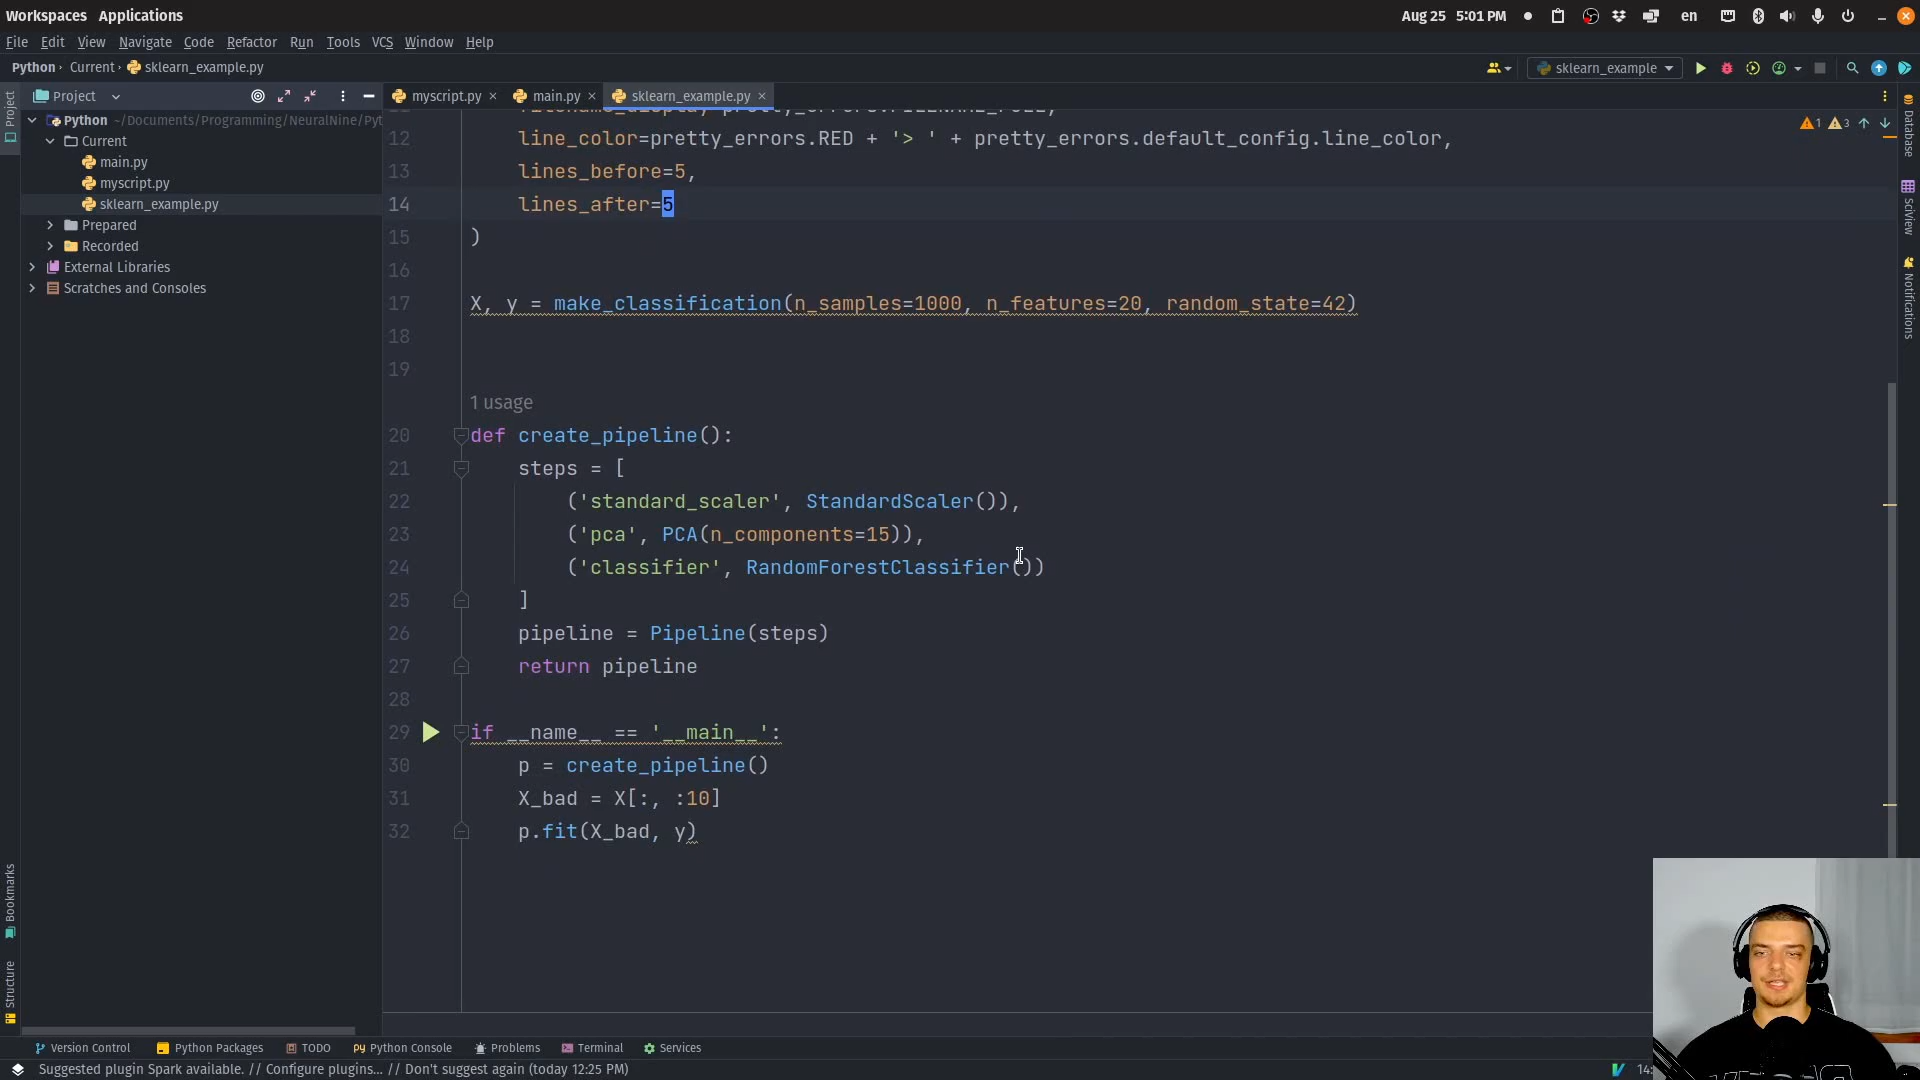 Workspaces Applications
Aug 25 5:01 PM
en
File Edit View Navigate Code Refactor Run Tools VCS Window Help
Python Current sklearn_example.py
sklearn_example
Project
myscript.py
main.py
sklearn_example.py
Project
Python ~/Documents/Programming/NeuralNine/Pyt
Current
main.py
myscript.py
sklearn_example.py
Prepared
Recorded
External Libraries
Scratches and Consoles
1 3
12 line_color=pretty_errors.RED + '> ' + pretty_errors.default_config.line_color,
13 lines_before=5,
14 lines_after=5
15 )
16
17 X, y = make_classification(n_samples=1000, n_features=20, random_state=42)
18
19
1 usage
20 def create_pipeline():
21 steps = [
22 ('standard_scaler', StandardScaler()),
23 ('pca', PCA(n_components=15)),
24 ('classifier', RandomForestClassifier())
25 ]
26 pipeline = Pipeline(steps)
27 return pipeline
28
29 if __name__ == '__main__':
30 p = create_pipeline()
31 X_bad = X[:, :10]
32 p.fit(X_bad, y)
Database
SciView
Notifications
Bookmarks
Structure
Version Control Python Packages TODO Python Console Problems Terminal Services
Suggested plugin Spark available. // Configure plugins... // Don't suggest again (today 12:25 PM)